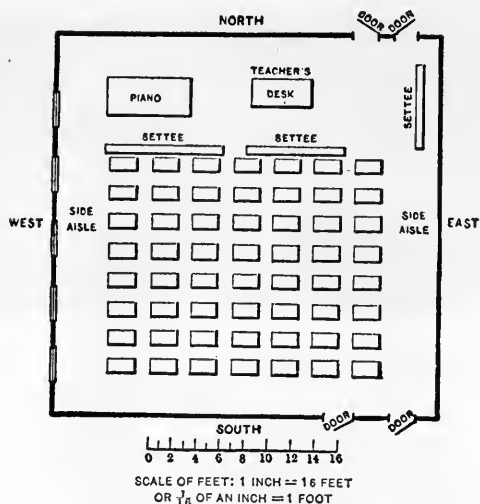 NORTH
DOOR DOOR
TEACHER'S
DESK
PIANO
SETTEE
SETTEE SETTEE
WEST
SIDE
AISLE
SIDE
AISLE
EAST
DOOR DOOR
SOUTH
0 2 4 6 8 10 12 14 16
SCALE OF FEET: 1 INCH = 16 FEET
OR 1/16 OF AN INCH = 1 FOOT